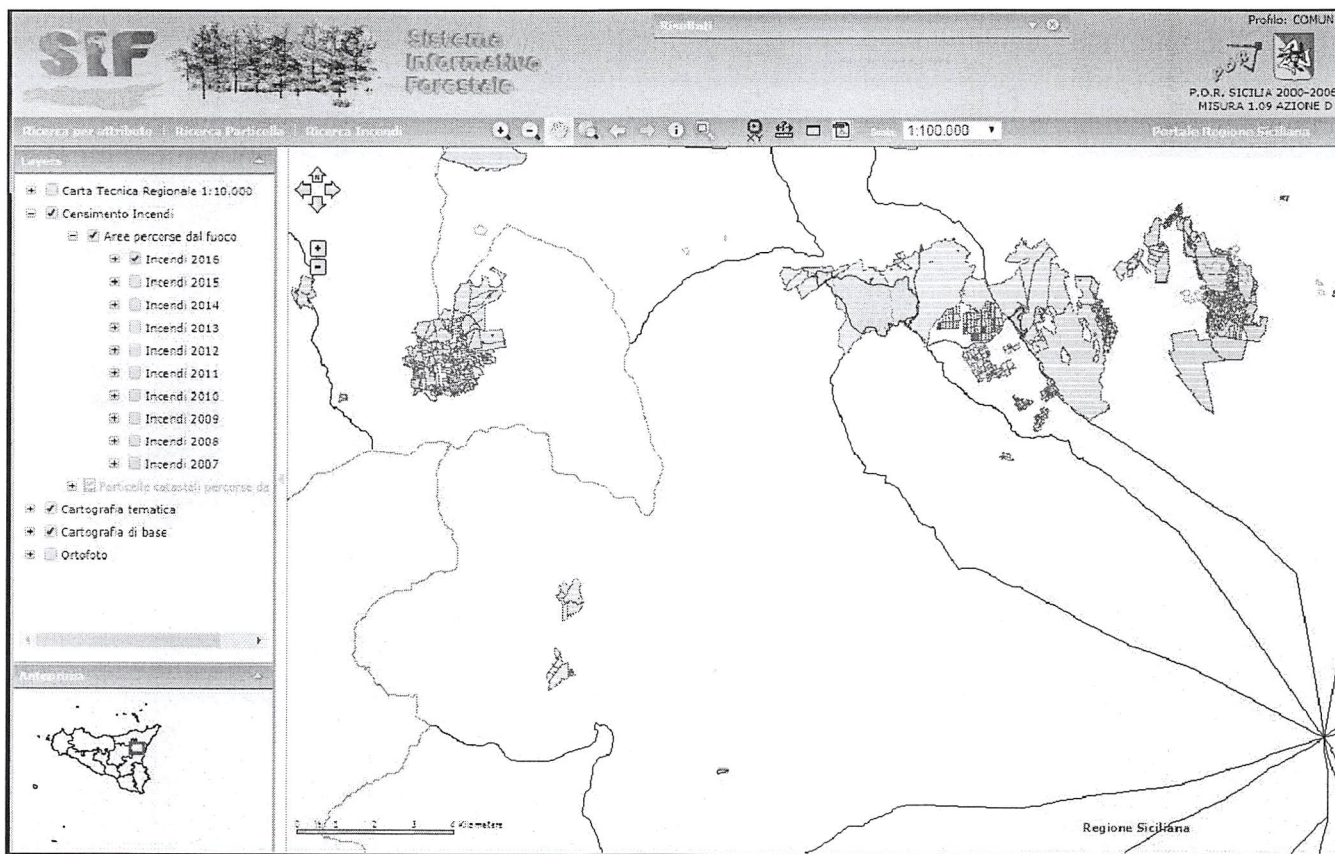 SIF
Sistema
Informativo
Forestale
Risultati
Profilo: COMUN
P.O.R. SICILIA 2000-2006
MISURA 1.09 AZIONE D
Ricerca per attributo | Ricerca Particella | Ricerca Incendi
Scala 1:100.000
Portale Regione Siciliana
Layers
Carta Tecnica Regionale 1:10.000
Censimento Incendi
Aree percorse dal fuoco
Incendi 2016
Incendi 2015
Incendi 2014
Incendi 2013
Incendi 2012
Incendi 2011
Incendi 2010
Incendi 2009
Incendi 2008
Incendi 2007
Particelle catastali percorse da
Cartografia tematica
Cartografia di base
Ortofoto
Anteprima
N
0 1 2 3 4 Kilometers
Regione Siciliana